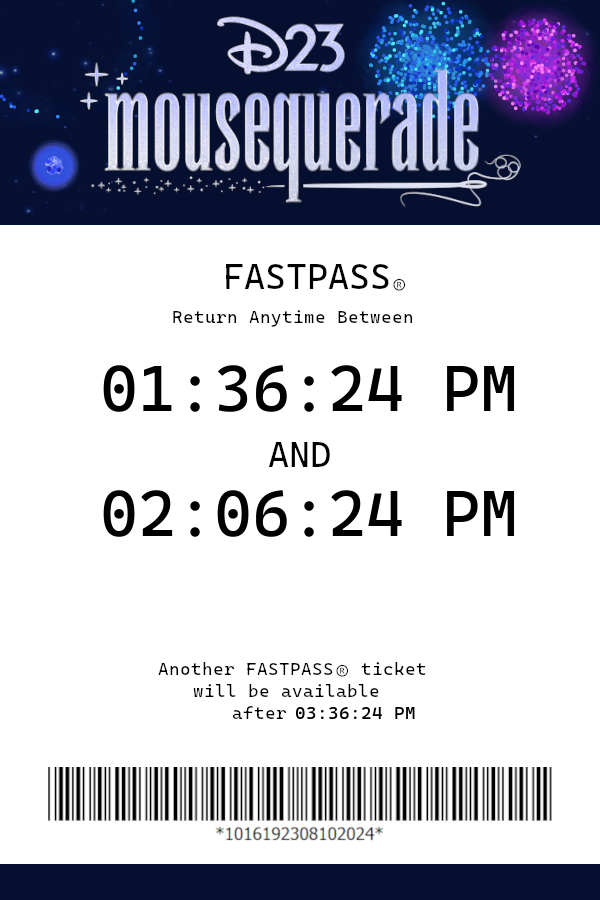 D23
mousequerade
FASTPASS®
Return Anytime Between
01:36:24 PM
AND
02:06:24 PM
Another FASTPASS® ticket
will be available
after 03:36:24 PM
*1016192308102024*